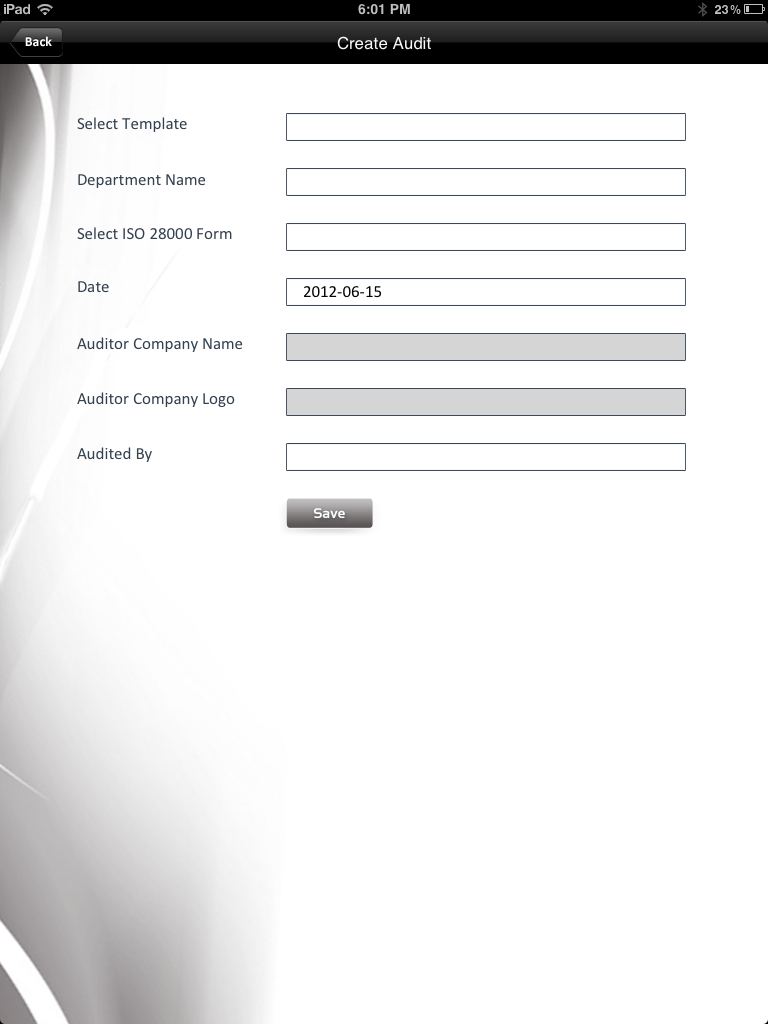 iPad 6:01 PM 23%
Back Create Audit
Select Template
Department Name
Select ISO 28000 Form
Date 2012-06-15
Auditor Company Name
Auditor Company Logo
Audited By
Save